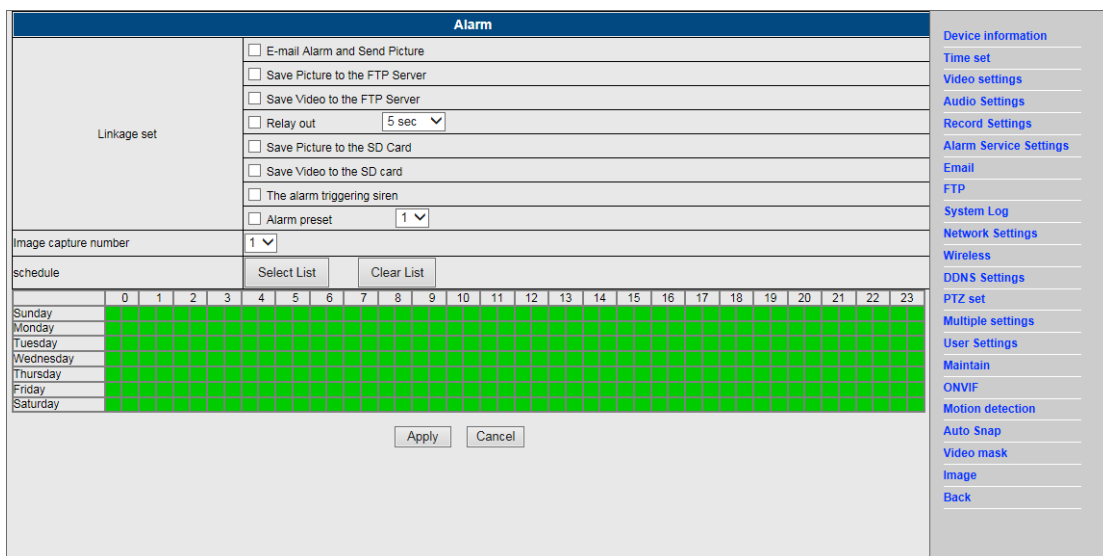 Alarm
Linkage set
E-mail Alarm and Send Picture
Save Picture to the FTP Server
Save Video to the FTP Server
Relay out 5 sec
Save Picture to the SD Card
Save Video to the SD card
The alarm triggering siren
Alarm preset 1
Image capture number 1
schedule Select List Clear List
0 1 2 3 4 5 6 7 8 9 10 11 12 13 14 15 16 17 18 19 20 21 22 23
Sunday
Monday
Tuesday
Wednesday
Thursday
Friday
Saturday
Apply Cancel
Device information
Time set
Video settings
Audio Settings
Record Settings
Alarm Service Settings
Email
FTP
System Log
Network Settings
Wireless
DDNS Settings
PTZ set
Multiple settings
User Settings
Maintain
ONVIF
Motion detection
Auto Snap
Video mask
Image
Back